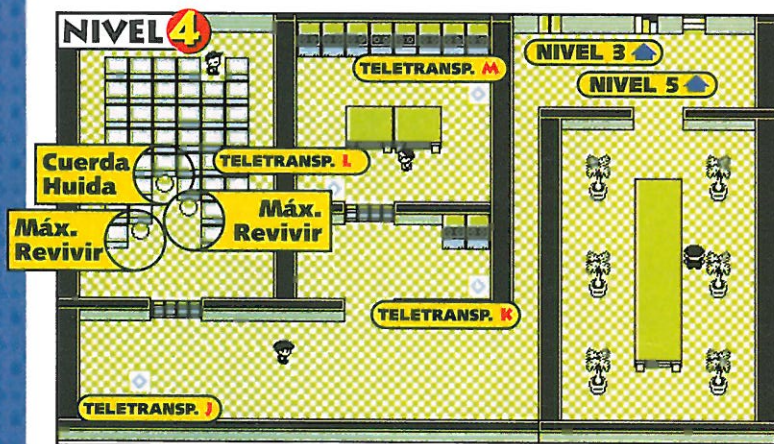 NIVEL 4
TELETRANSP. M
NIVEL 3
NIVEL 5
Cuerda
Huida
TELETRANSP. L
Máx.
Revivir
Máx.
Revivir
TELETRANSP. K
TELETRANSP. J